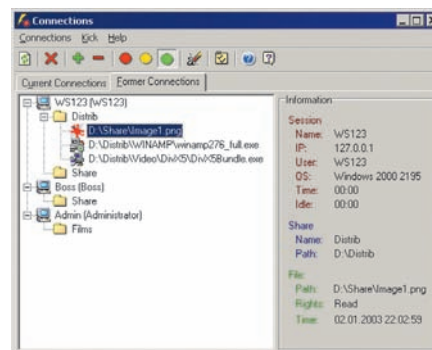 Connections
Connections Kick Help
Current Connections Former Connections
WS123 (WS123)
Distrib
D:\Share\Image1.png
D:\Distrib\WINAMP\winamp276_full.exe
D:\Distrib\Video\DivX5\DivX5Bundle.exe
Share
Boss (Boss)
Share
Admin (Administrator)
Films
Information
Session
Name: WS123
IP: 127.0.0.1
User: WS123
OS: Windows 2000 2195
Time: 00:00
Idle: 00:00
Share
Name: Distrib
Path: D:\Distrib
File:
Path: D:\Share\Image1.png
Rights: Read
Time: 02.01.2003 22:02:59